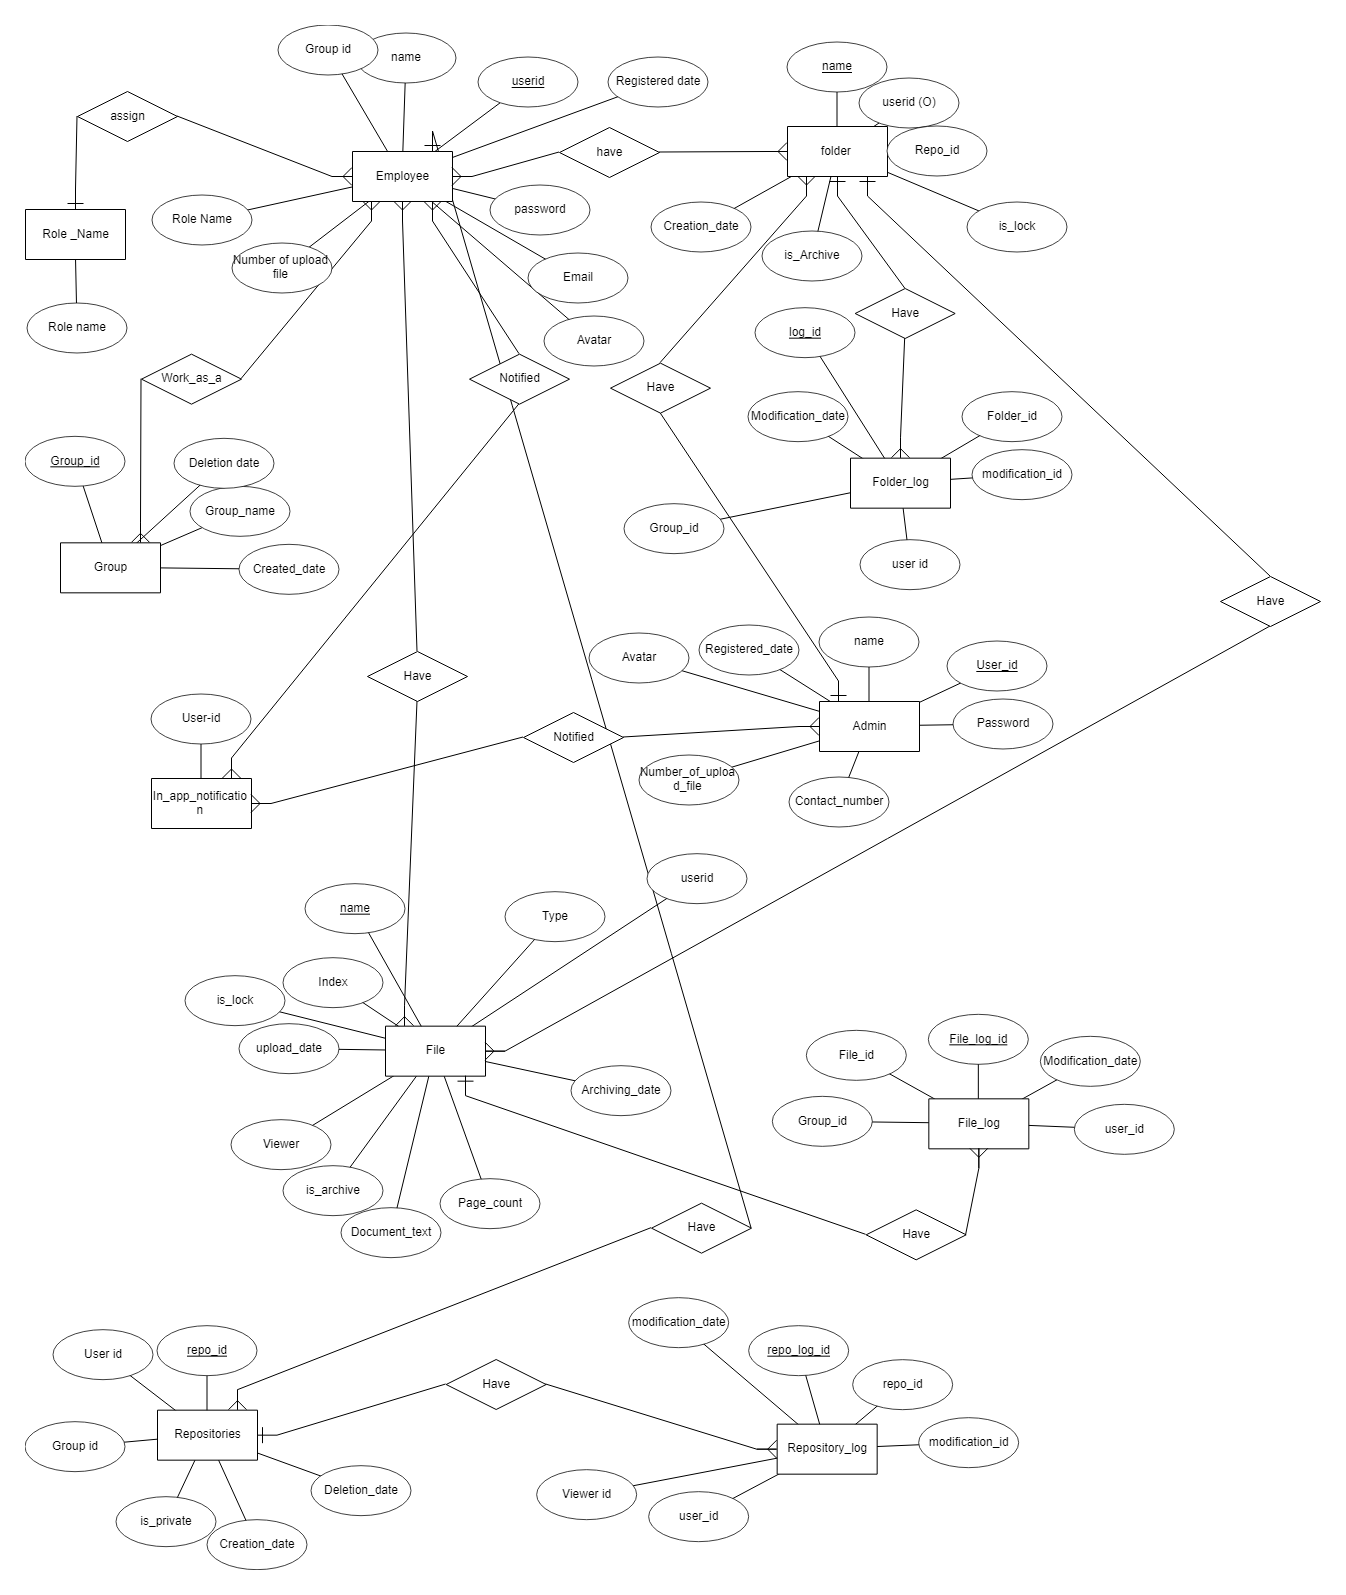 Group id
name
userid
Registered date
name
userid (O)
assign
have
folder
Repo_id
Employee
Role Name
password
Creation_date
is_lock
Role _Name
is_Archive
Number of upload
file
Email
Role name
Avatar
log_id
Have
Work_as_a
Notified
Have
Modification_date
Folder_id
Group_id
Deletion date
Folder_log
modification_id
Group_name
Group_id
Group
Created_date
user id
Have
Avatar
Registered_date
name
User_id
Have
User-id
Notified
Admin
Password
Number_of_uploa
d_file
In_app_notificatio
n
Contact_number
userid
name
Type
Index
is_lock
upload_date
File
File_id
File_log_id
Modification_date
Archiving_date
Group_id
File_log
user_id
Viewer
is_archive
Page_count
Document_text
Have
Have
modification_date
User id
repo_id
repo_log_id
Have
repo_id
Group id
Repositories
Repository_log
modification_id
Deletion_date
Viewer id
is_private
user_id
Creation_date